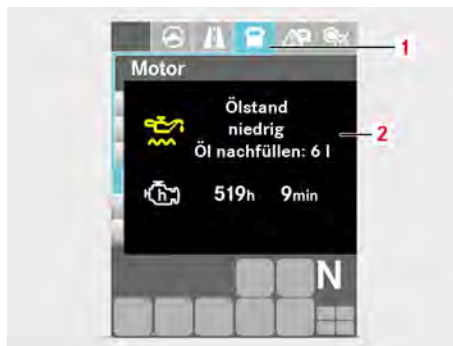 1
Motor
Ölstand
niedrig
Öl nachfüllen: 6 l
2
h
519h 9min
N